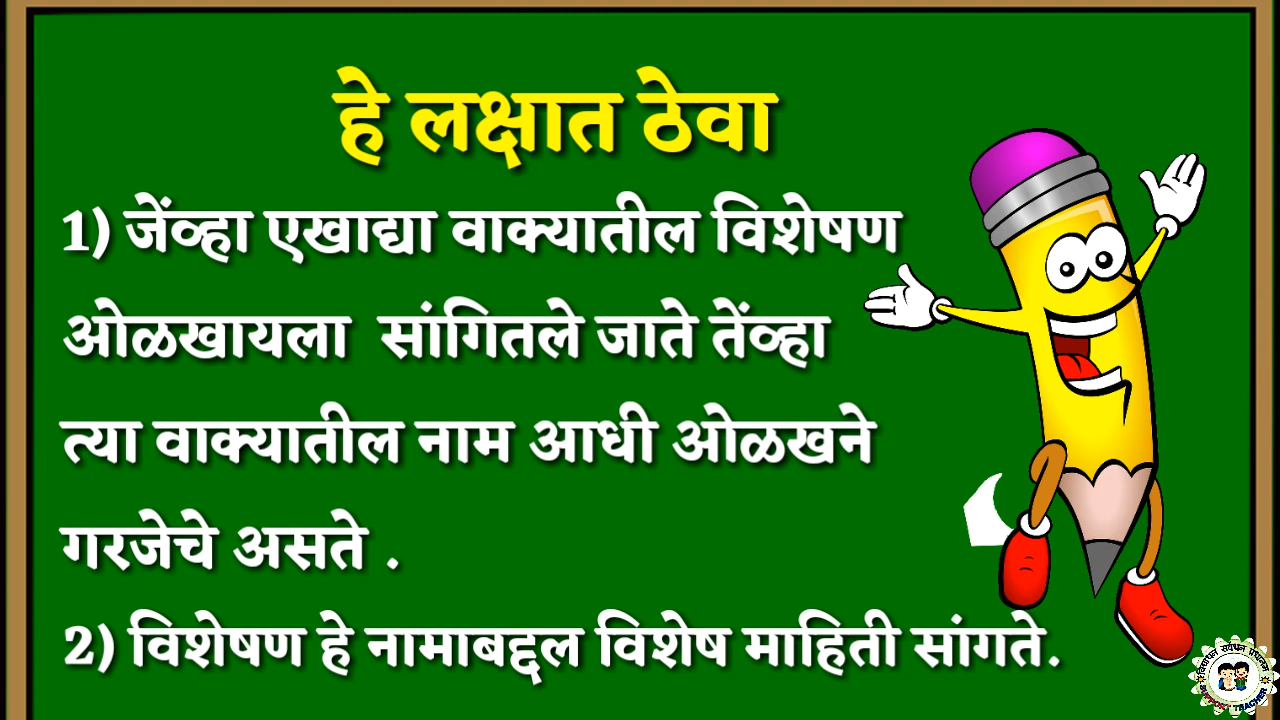 हे लक्षात ठेवा
1) जेंव्हा एखाद्या वाक्यातील विशेषण
ओळखायला सांगितले जाते तेंव्हा
त्या वाक्यातील नाम आधी ओळखने
गरजेचे असते .
2) विशेषण हे नामाबद्दल विशेष माहिती सांगते.